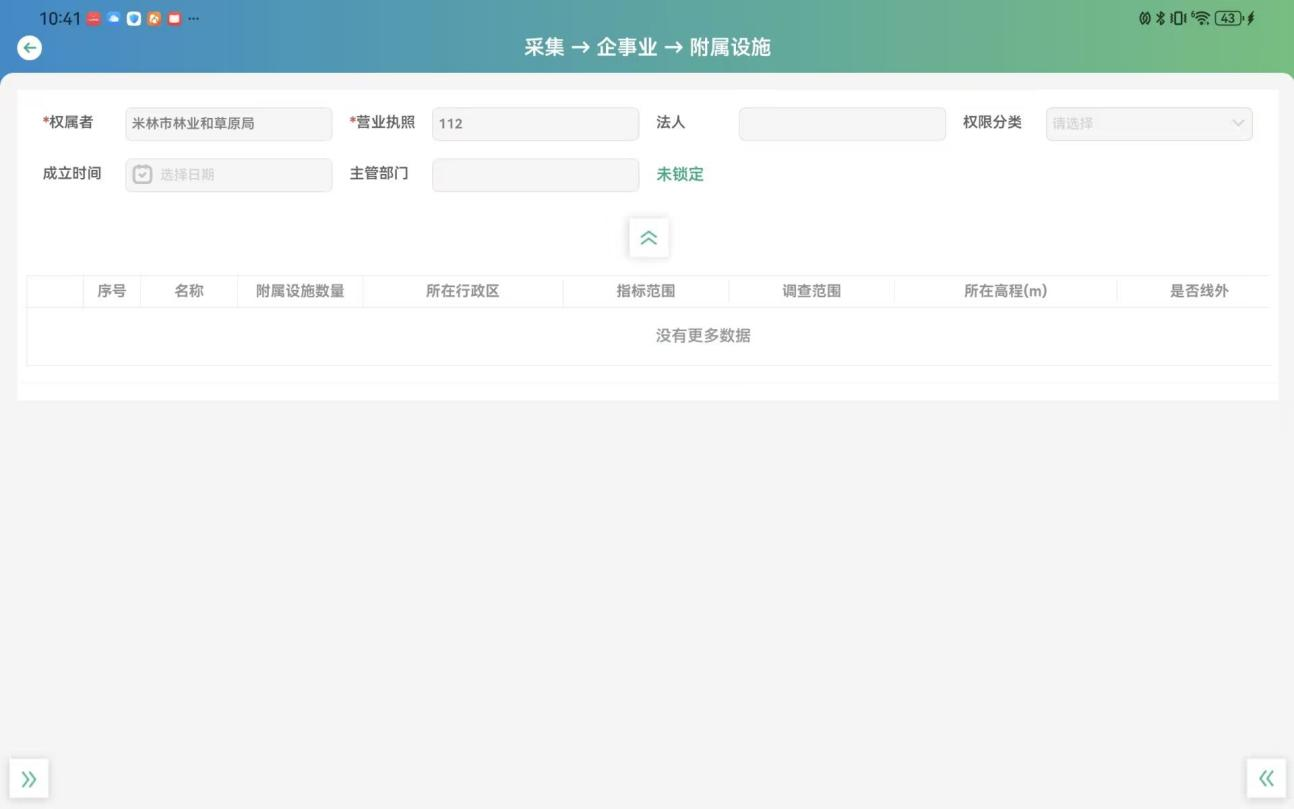 10:41 ··· 6 43
采集 → 企事业 → 附属设施
*权属者 米林市林业和草原局 *营业执照 112 法人 权限分类 请选择
成立时间 选择日期 主管部门 未锁定
序号 名称 附属设施数量 所在行政区 指标范围 调查范围 所在高程(m) 是否线外
没有更多数据